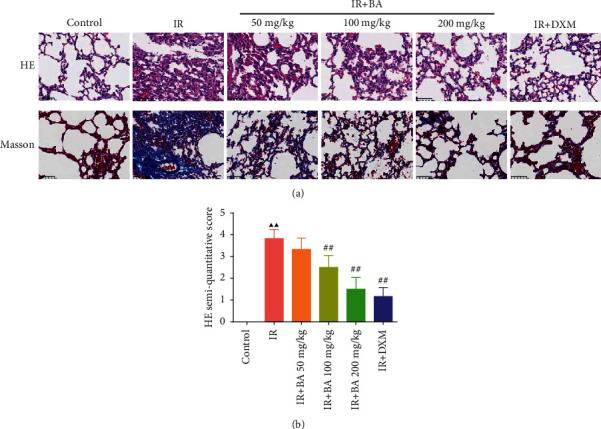 IR+BA
Control IR 50 mg/kg 100 mg/kg 200 mg/kg IR+DXM
HE
Masson
(a)
HE semi-quantitative score
5
4
3
2
1
0
▲▲
##
##
##
Control
IR
IR+BA 50 mg/kg
IR+BA 100 mg/kg
IR+BA 200 mg/kg
IR+DXM
(b)